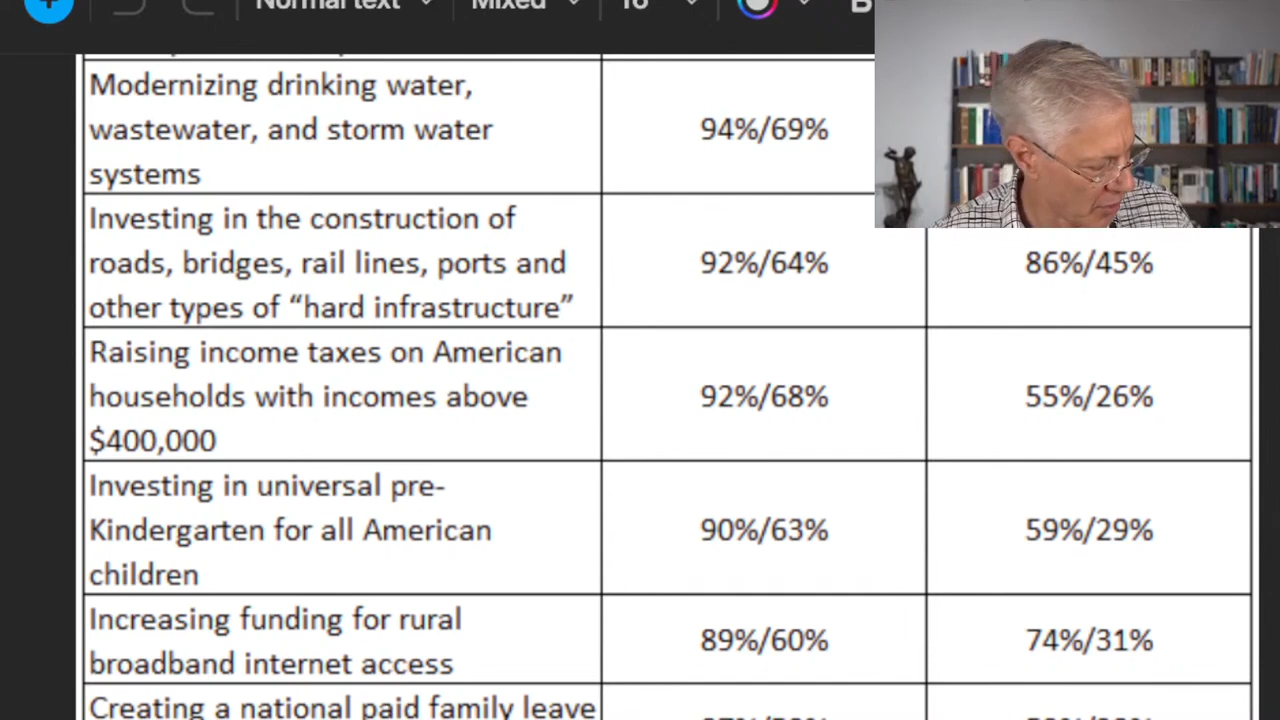 Normal text Mixed 16 B
Modernizing drinking water,
wastewater, and storm water
systems
94%/69%
Investing in the construction of
roads, bridges, rail lines, ports and
other types of “hard infrastructure”
92%/64%
86%/45%
Raising income taxes on American
households with incomes above
$400,000
92%/68%
55%/26%
Investing in universal pre-
Kindergarten for all American
children
90%/63%
59%/29%
Increasing funding for rural
broadband internet access
89%/60%
74%/31%
Creating a national paid family leave